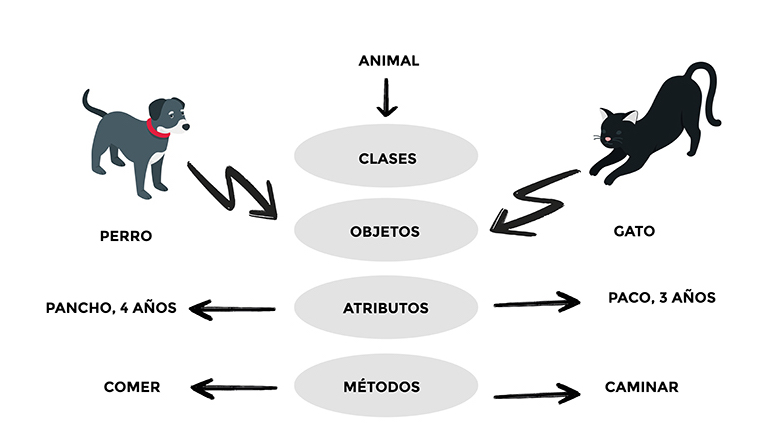 ANIMAL
CLASES
OBJETOS
PERRO
GATO
PANCHO, 4 AÑOS
ATRIBUTOS
PACO, 3 AÑOS
COMER
MÉTODOS
CAMINAR